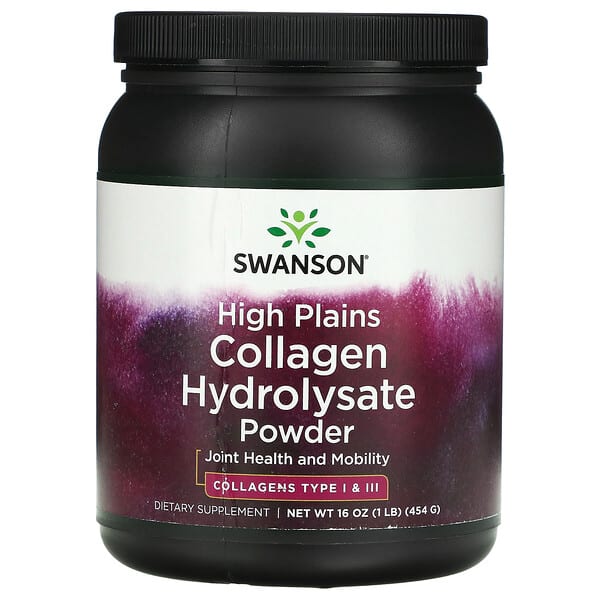 SWANSON®
High Plains
Collagen
Hydrolysate
Powder
Joint Health and Mobility
COLLAGENS TYPE I & III
DIETARY SUPPLEMENT | NET WT 16 OZ (1 LB) (454 G)